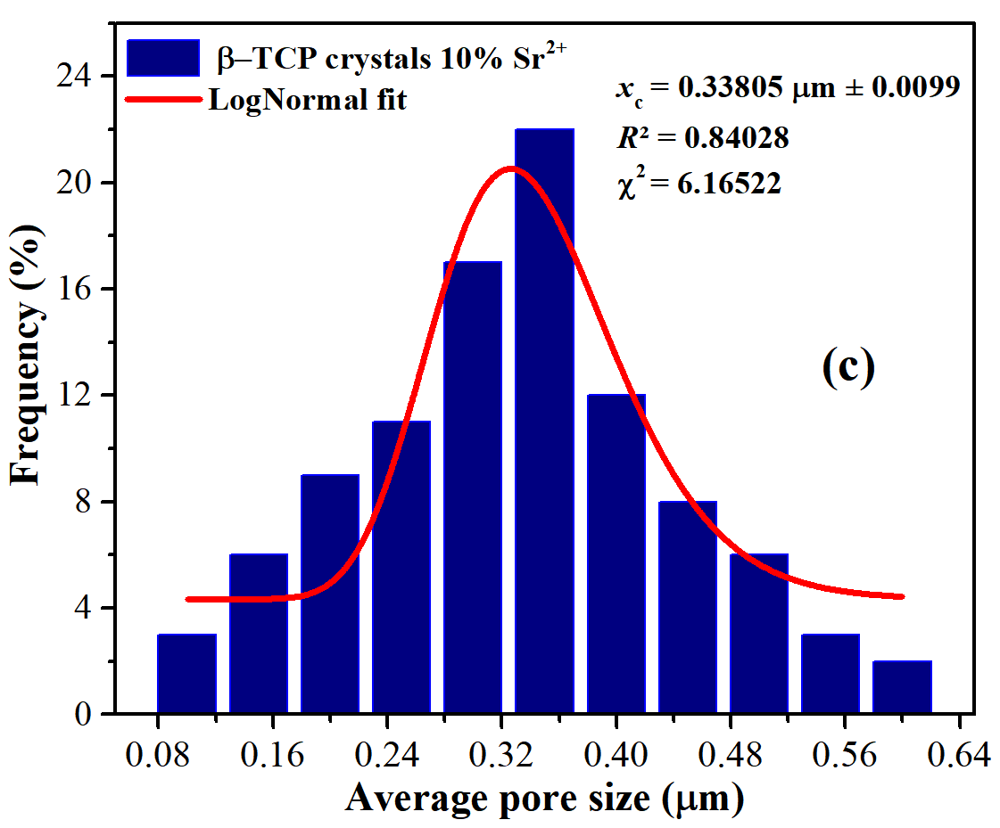 β–TCP crystals 10% Sr²⁺
LogNormal fit
x_c = 0.33805 μm ± 0.0099
R² = 0.84028
χ² = 6.16522
(c)
Frequency (%)
24
20
16
12
8
4
0
0.08 0.16 0.24 0.32 0.40 0.48 0.56 0.64
Average pore size (μm)